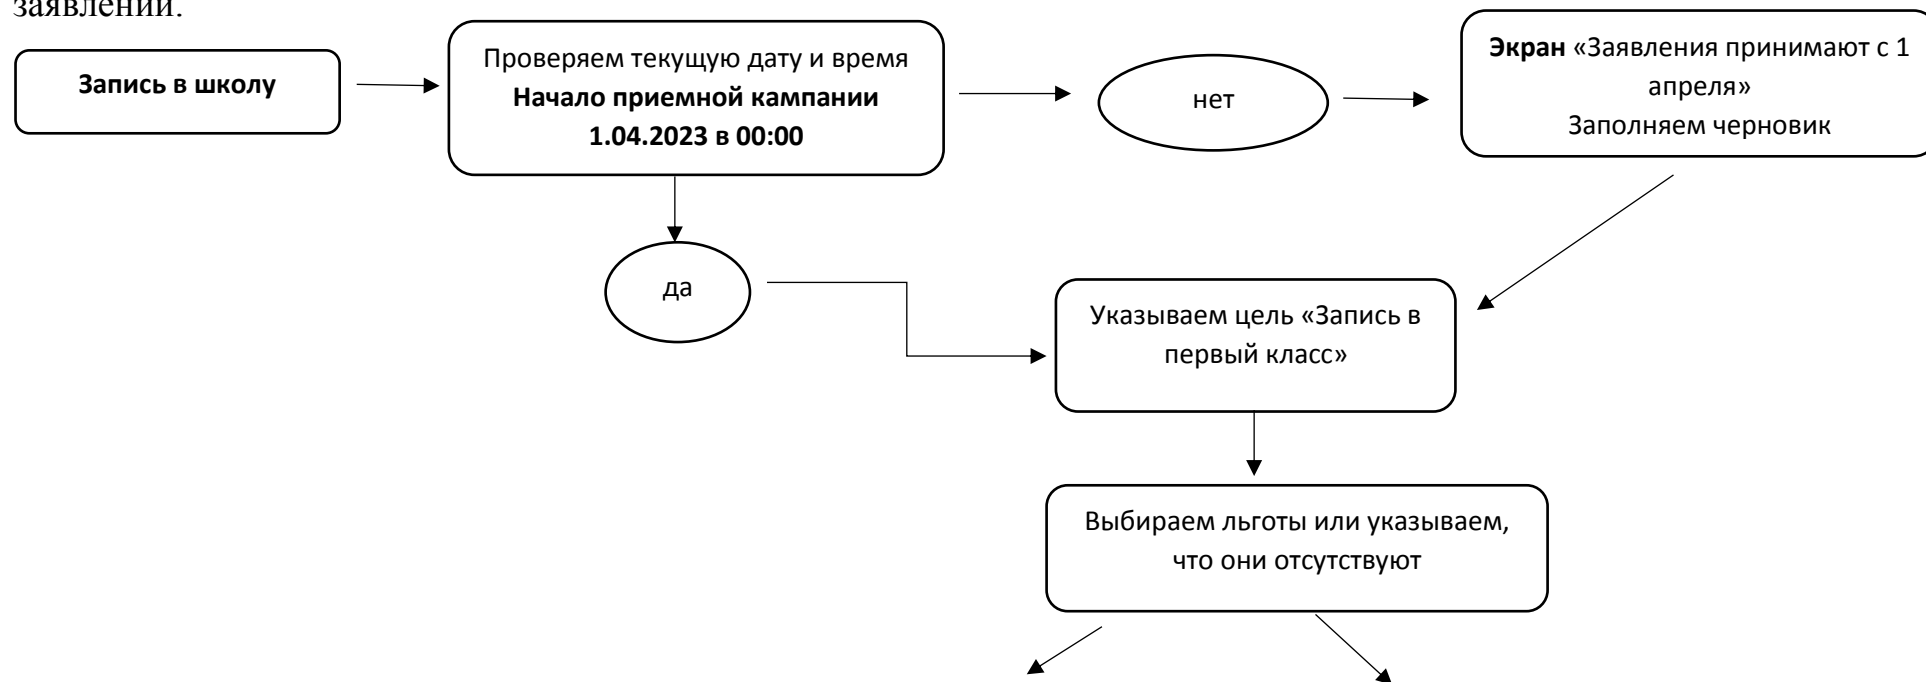 заявлений.
Запись в школу
Проверяем текущую дату и время
Начало приемной кампании
1.04.2023 в 00:00
нет
Экран «Заявления принимают с 1
апреля»
Заполняем черновик
да
Указываем цель «Запись в
первый класс»
Выбираем льготы или указываем,
что они отсутствуют